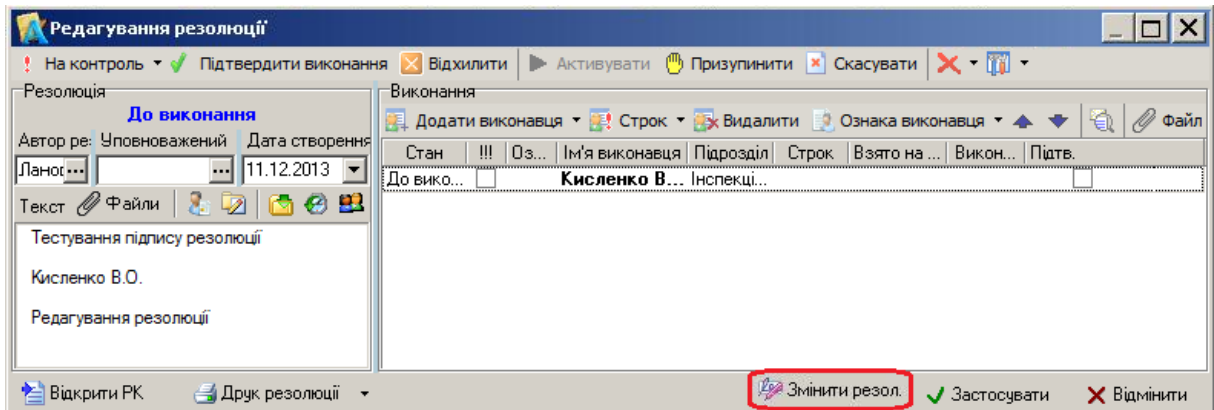 Редагування резолюції
! На контроль Підтвердити виконання Відхилити Активувати Призупинити Скасувати
Резолюція
До виконання
Автор ре: Уповноважений Дата створення
Ланог ... ... 11.12.2013
Текст Файли
Тестування підпису резолюції
Кисленко В.О.
Редагування резолюції
Виконання
Додати виконавця Строк Видалити Ознака виконавця Файл
Стан !!! Оз... Ім'я виконавця Підрозділ Строк Взято на ... Викон... Підтв.
До вико... Кисленко В... Інспекці...
Відкрити РК Друк резолюції Змінити резол. Застосувати Відмінити